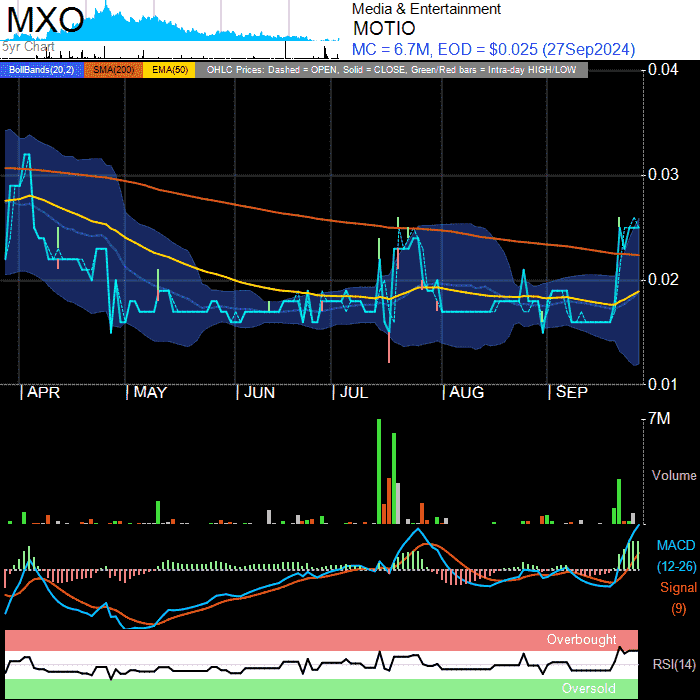 MXO
Media & Entertainment
MOTIO
5yr Chart
MC = 6.7M, EOD = $0.025 (27Sep2024)
BollBands(20,2) SMA(200) EMA(50) OHLC Prices: Dashed = OPEN, Solid = CLOSE, Green/Red bars = Intra-day HIGH/LOW
0.04
0.03
0.02
0.01
APR MAY JUN JUL AUG SEP
7M
Volume
MACD
(12-26)
Signal
(9)
Overbought
RSI(14)
Oversold